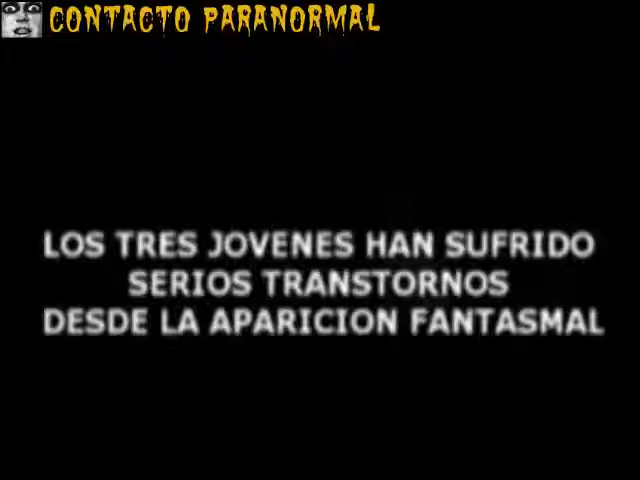 CONTACTO PARANORMAL
LOS TRES JOVENES HAN SUFRIDO
SERIOS TRANSTORNOS
DESDE LA APARICION FANTASMAL